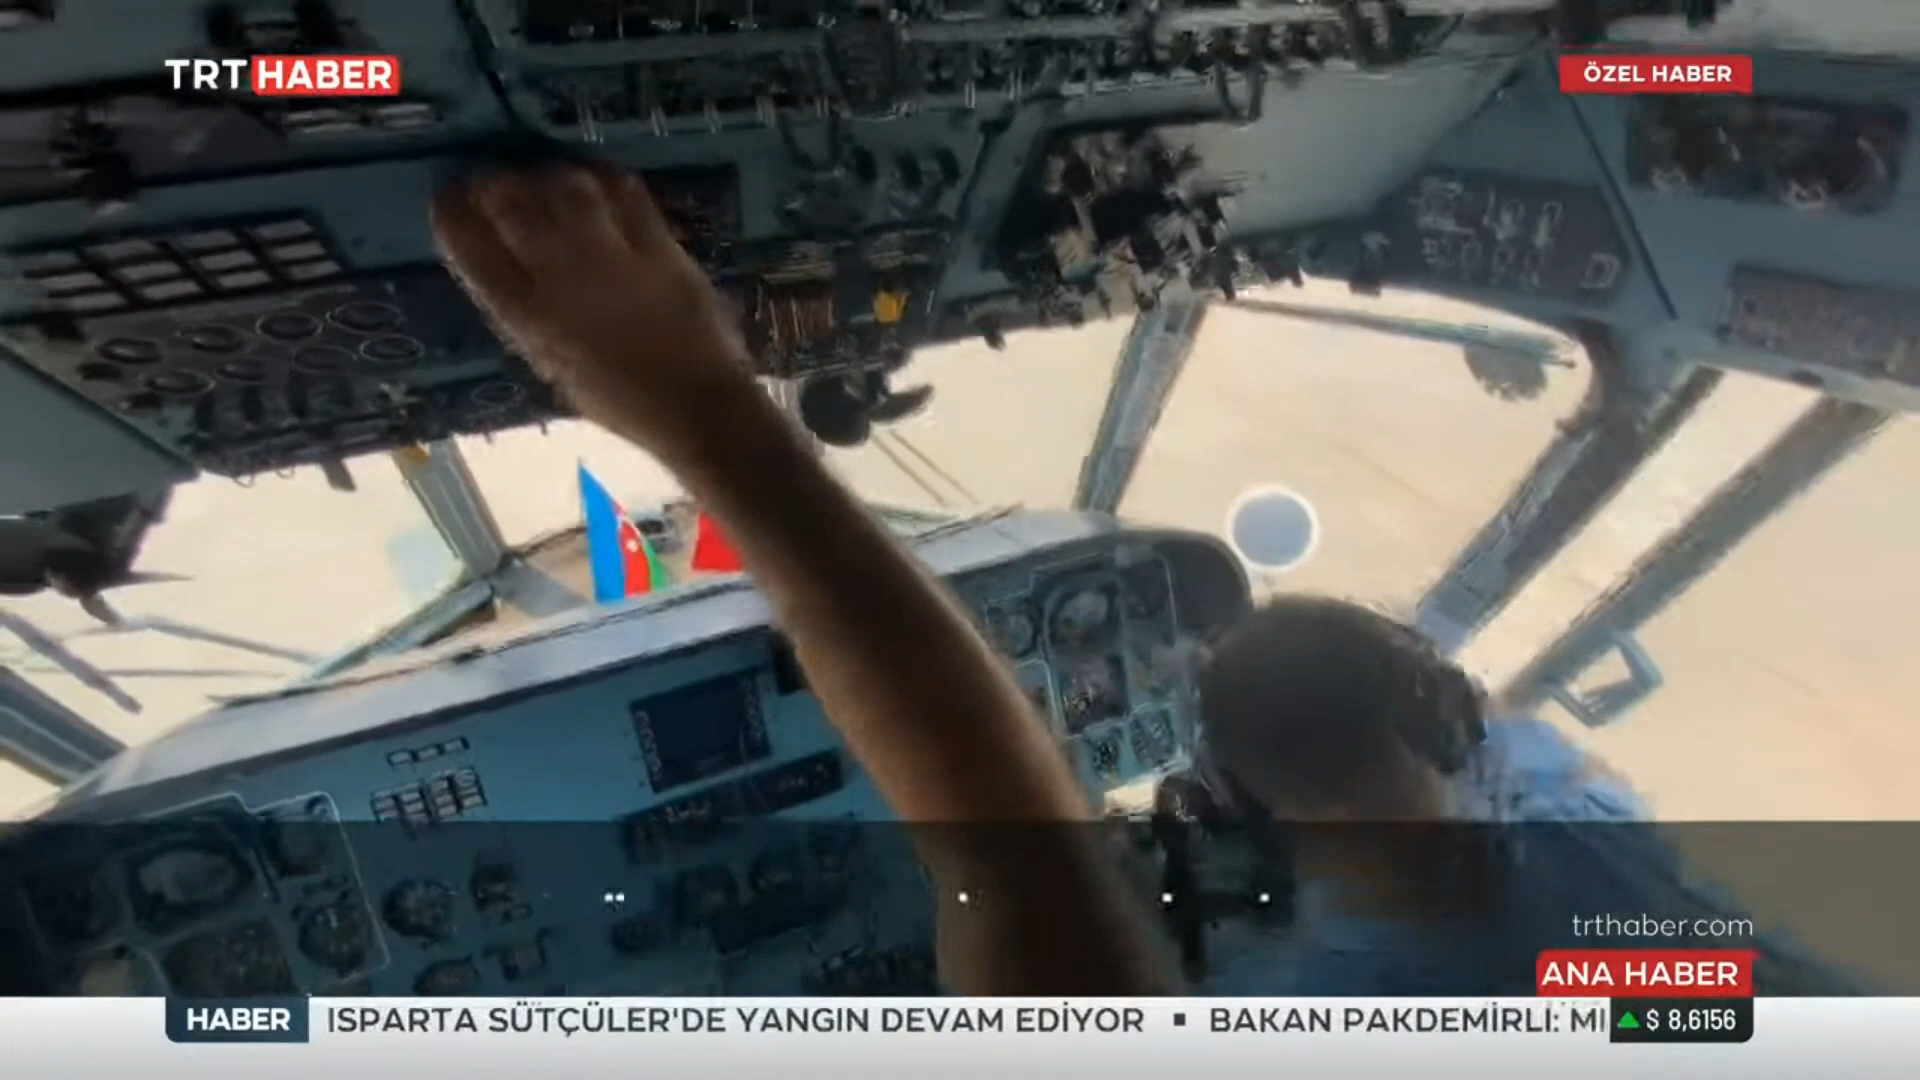 TRT HABER
ÖZEL HABER
trthaber.com
ANA HABER
HABER
ISPARTA SÜTÇÜLER'DE YANGIN DEVAM EDİYOR ▪ BAKAN PAKDEMİRLİ: Mİ
$ 8,6156